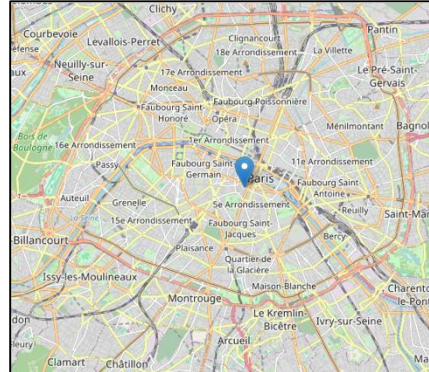 Clichy
Courbevoie
Levallois-Perret
Clignancourt
Pantin
18e Arrondissement
La Villette
Neuilly-sur-
Seine
17e Arrondissement
Le Pré-Saint-
Gervais
Monceau
Faubourg Saint-
Honoré
Faubourg Poissonnière
Opéra
Ménilmontant
Bois de
Boulogne
1er Arrondissement
16e Arrondissement
Passy
Faubourg Saint-
Germain
11e Arrondissement
Paris
Faubourg Saint-
Antoine
Auteuil
Grenelle
5e Arrondissement
Reuilly
La Seine
15e Arrondissement
Faubourg Saint-
Jacques
Saint-Ma
-Billancourt
Plaisance
Bercy
Quartier de
la Glacière
Issy-les-Moulineaux
Maison-Blanche
Montrouge
Charento
le-Pont
Le Kremlin-
Bicêtre
Ivry-sur-Seine
Arcueil
Clamart
Châtillon